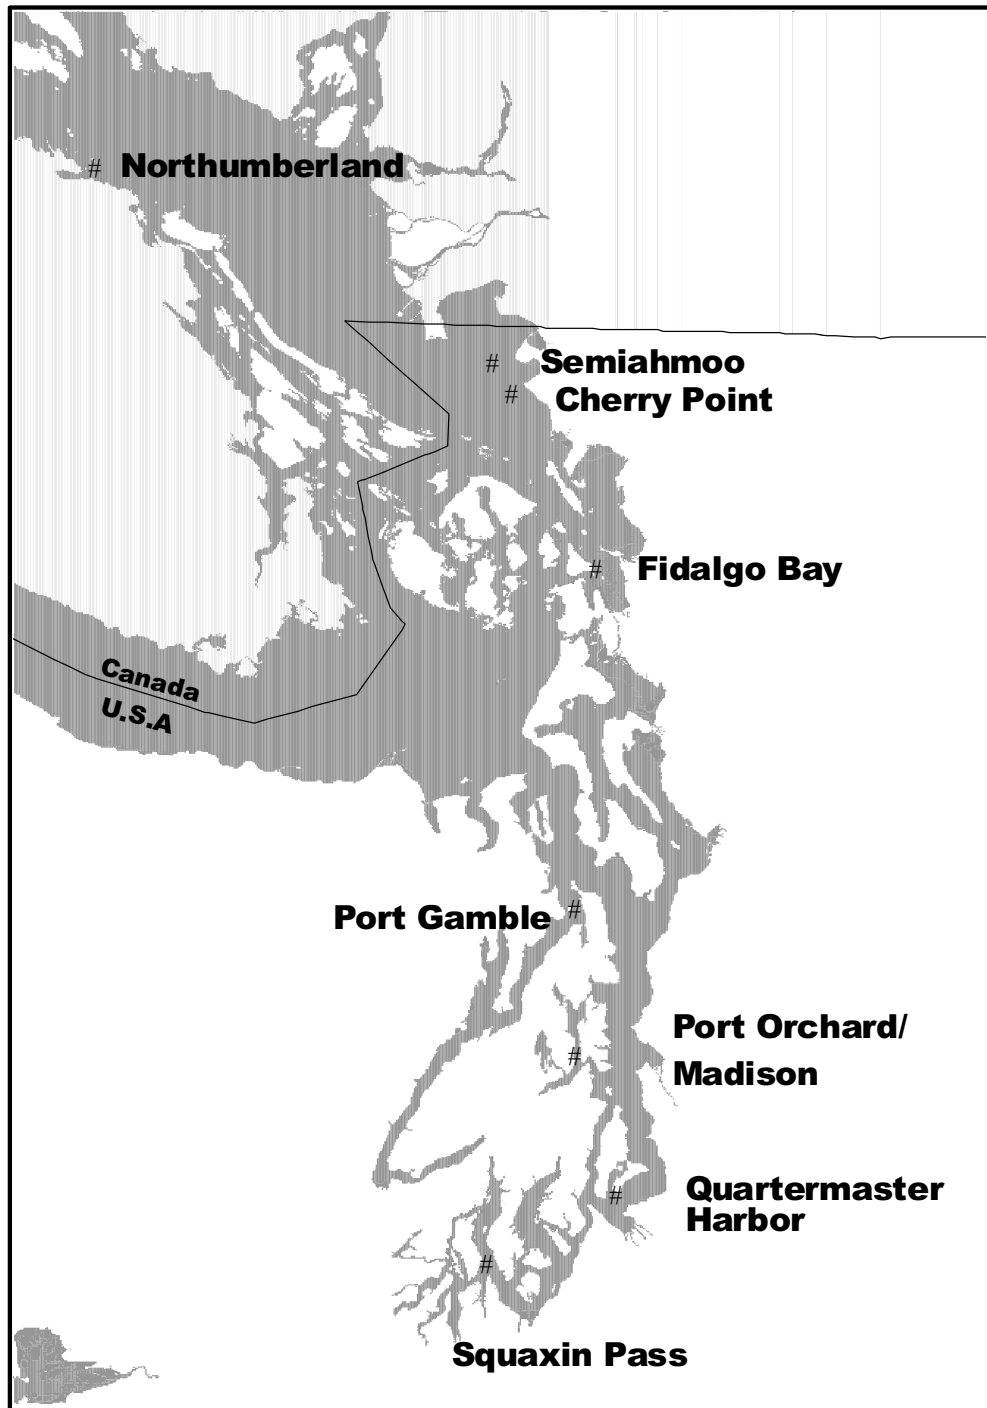 # Northumberland
# Semiahmoo
# Cherry Point
# Fidalgo Bay
Canada
U.S.A
Port Gamble #
Port Orchard/
# Madison
# Quartermaster
Harbor
#
Squaxin Pass